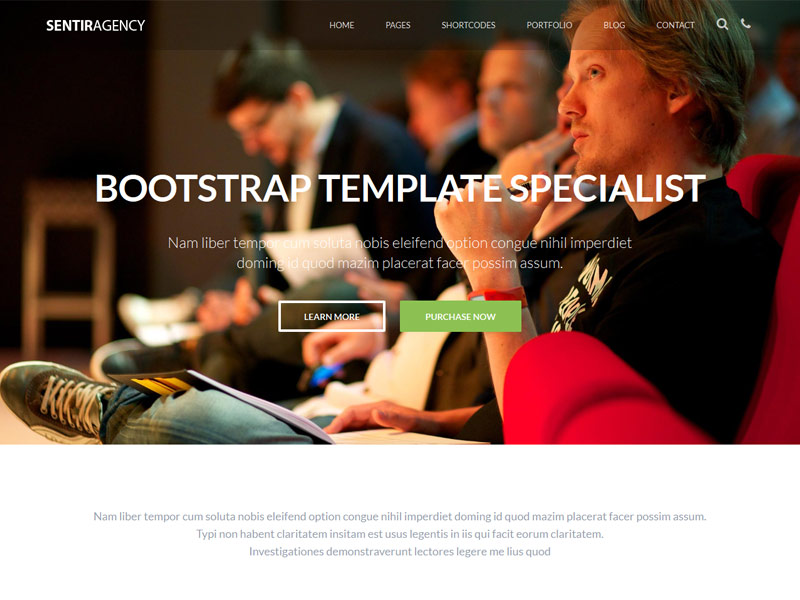 SENTIRAGENCY
HOME PAGES SHORTCODES PORTFOLIO BLOG CONTACT
BOOTSTRAP TEMPLATE SPECIALIST
Nam liber tempor cum soluta nobis eleifend option congue nihil imperdiet
doming id quod mazim placerat facer possim assum.
LEARN MORE PURCHASE NOW
Nam liber tempor cum soluta nobis eleifend option congue nihil imperdiet doming id quod mazim placerat facer possim assum.
Typi non habent claritatem insitam est usus legentis in iis qui facit eorum claritatem.
Investigationes demonstraverunt lectores legere me lius quod